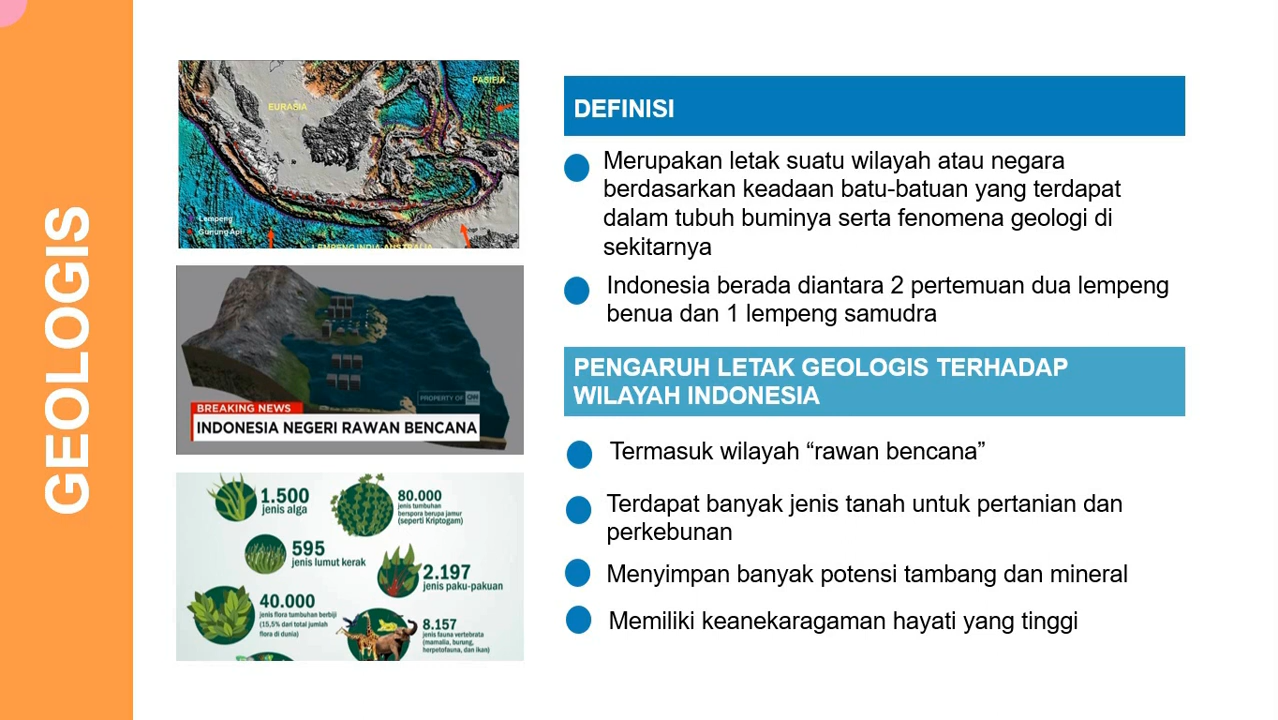 GEOLOGIS
PASIFIK
EURASIA
Lempeng
Gunung Api
LEMPENG INDIA AUSTRALIA
PROPERTY OF CNN
BREAKING NEWS
INDONESIA NEGERI RAWAN BENCANA
1.500
jenis alga
80.000
jenis tumbuhan
berspora berupa jamur
(seperti Kriptogam)
595
jenis lumut kerak
2.197
jenis paku-pakuan
40.000
jenis flora tumbuhan berbiji
(15,5% dari total jumlah
flora di dunia)
8.157
jenis fauna vertebrata
(mamalia, burung,
herpetofauna, dan ikan)
DEFINISI
Merupakan letak suatu wilayah atau negara
berdasarkan keadaan batu-batuan yang terdapat
dalam tubuh buminya serta fenomena geologi di
sekitarnya
Indonesia berada diantara 2 pertemuan dua lempeng
benua dan 1 lempeng samudra
PENGARUH LETAK GEOLOGIS TERHADAP
WILAYAH INDONESIA
Termasuk wilayah “rawan bencana”
Terdapat banyak jenis tanah untuk pertanian dan
perkebunan
Menyimpan banyak potensi tambang dan mineral
Memiliki keanekaragaman hayati yang tinggi